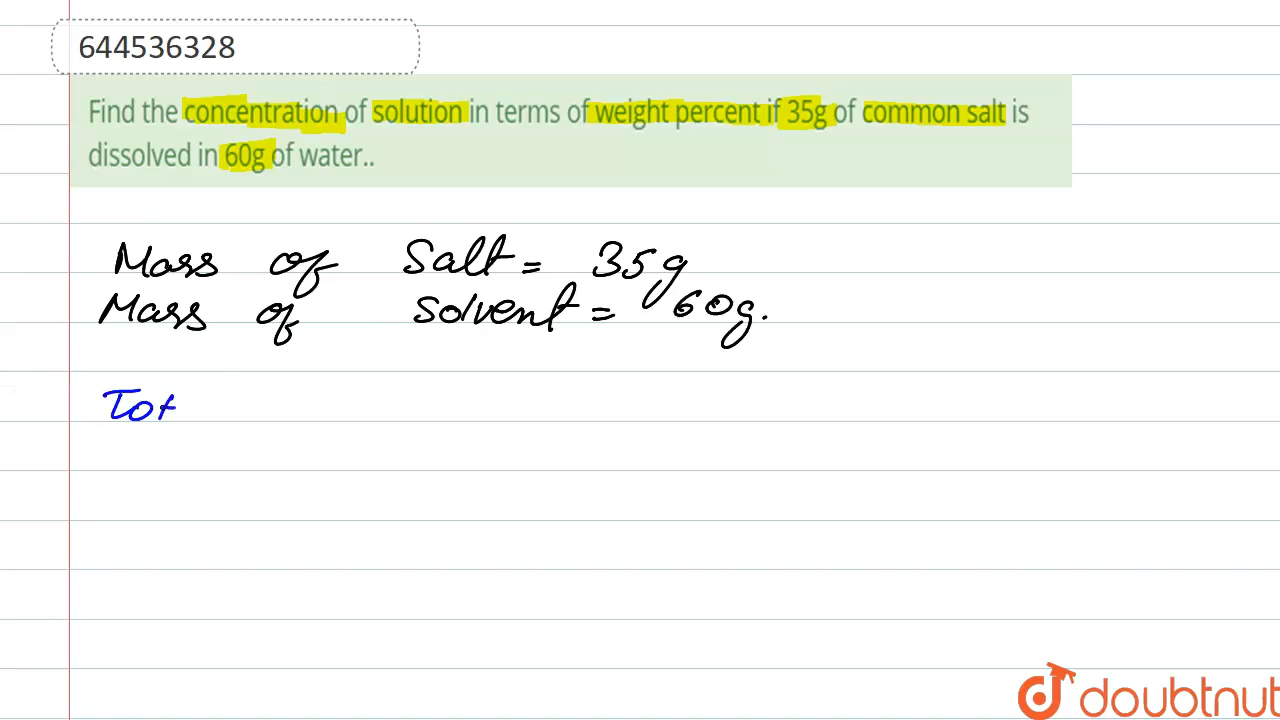 644536328
Find the concentration of solution in terms of weight percent if 35g of common salt is
dissolved in 60g of water..
Mass of Salt = 35g
Mass of Solvent = 60g.
Tot
doubtnut